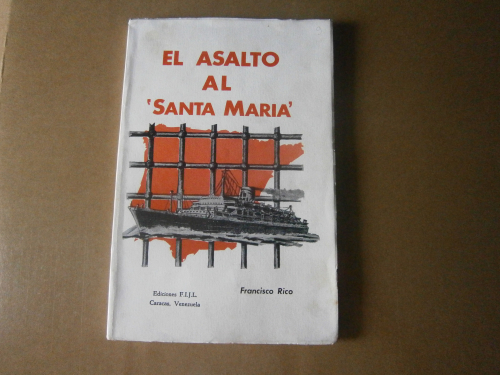 EL ASALTO
AL
'SANTA MARIA'
Ediciones F.I.J.L.
Caracas, Venezuela
Francisco Rico